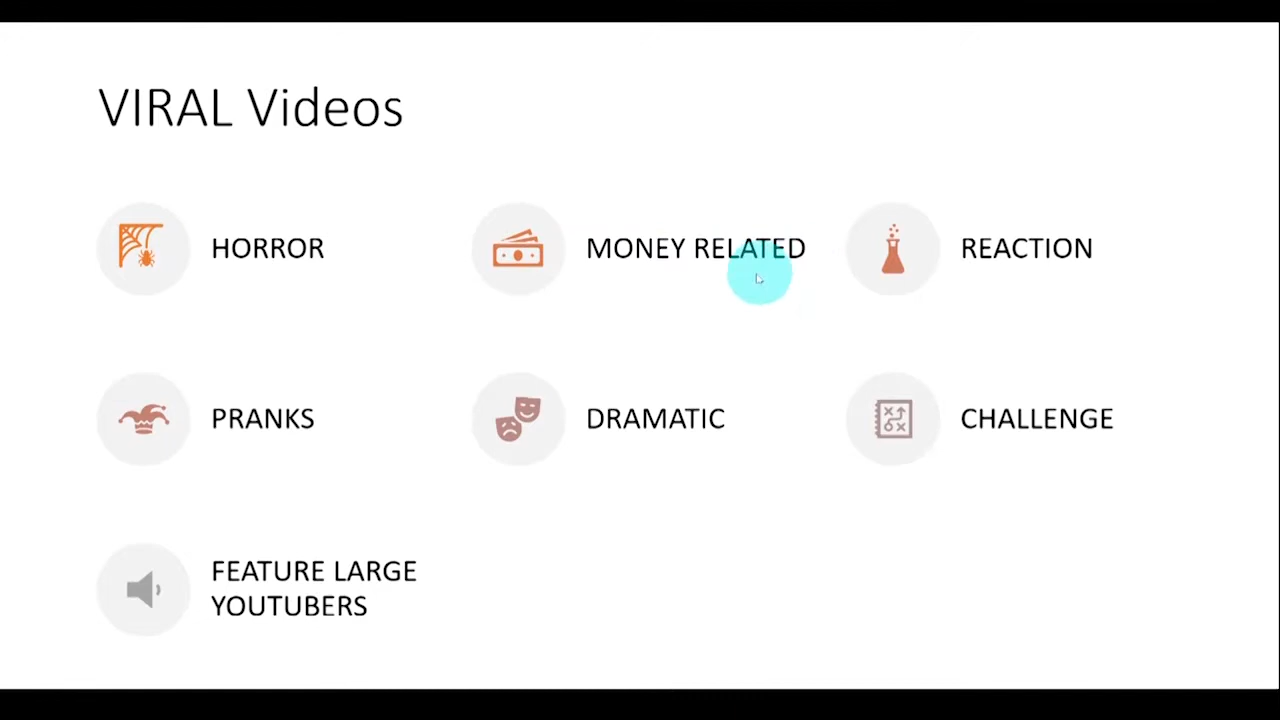 VIRAL Videos
HORROR
MONEY RELATED
REACTION
PRANKS
DRAMATIC
CHALLENGE
FEATURE LARGE
YOUTUBERS